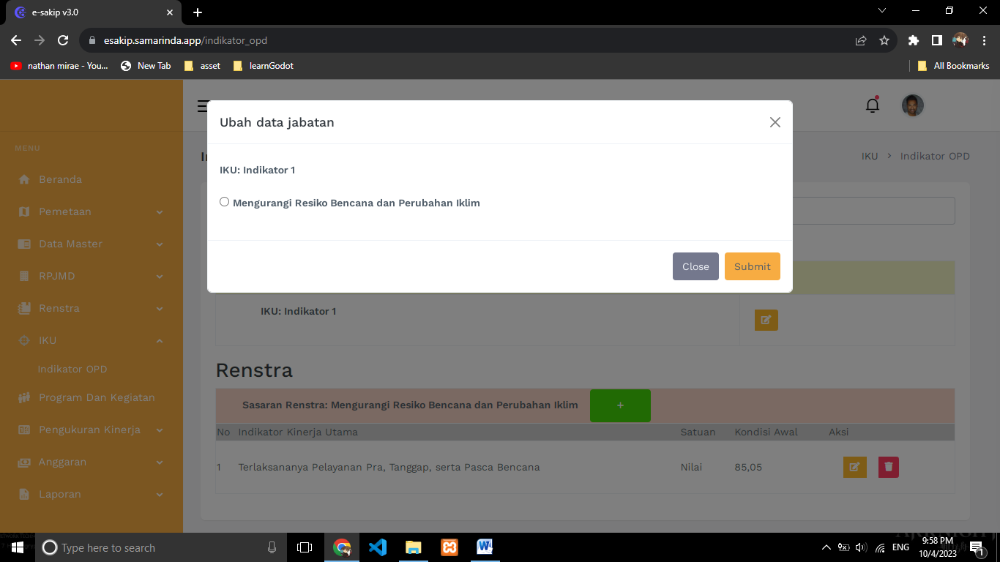 e-sakip v3.0
esakip.samarinda.app/indikator_opd
nathan mirae - You...
New Tab
asset
learnGodot
All Bookmarks
Ubah data jabatan
IKU: Indikator 1
Mengurangi Resiko Bencana dan Perubahan Iklim
Close
Submit
MENU
Beranda
Pemetaan
Data Master
RPJMD
Renstra
IKU
Indikator OPD
Program Dan Kegiatan
Pengukuran Kinerja
Anggaran
Laporan
IKU > Indikator OPD
IKU: Indikator 1
Renstra
Sasaran Renstra: Mengurangi Resiko Bencana dan Perubahan Iklim +
No Indikator Kinerja Utama Satuan Kondisi Awal Aksi
1 Terlaksananya Pelayanan Pra, Tanggap, serta Pasca Bencana Nilai 85,05
Type here to search
ENG
9:58 PM
10/4/2023
1